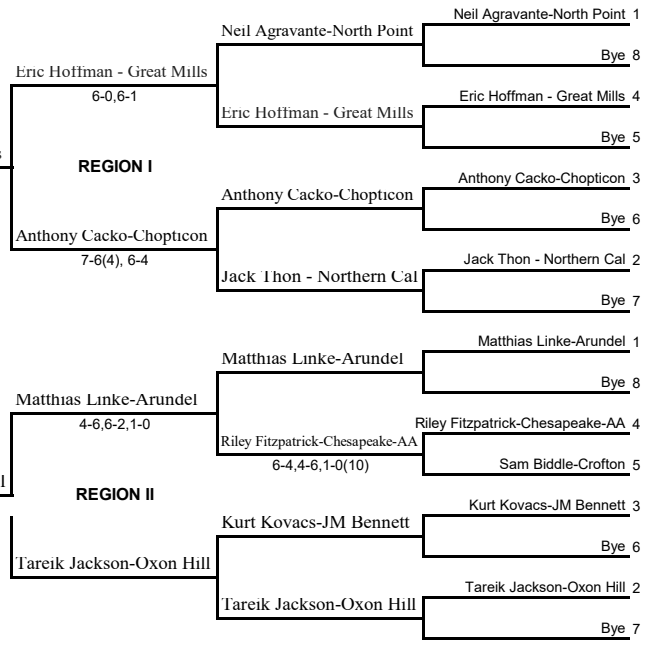 Neil Agravante-North Point 1
Neil Agravante-North Point
Bye 8
Eric Hoffman - Great Mills
6-0,6-1
Eric Hoffman - Great Mills 4
Eric Hoffman - Great Mills
Bye 5
REGION I
Anthony Cacko-Chopticon 3
Anthony Cacko-Chopticon
Bye 6
Anthony Cacko-Chopticon
7-6(4), 6-4
Jack Thon - Northern Cal 2
Jack Thon - Northern Cal
Bye 7
Matthias Linke-Arundel 1
Matthias Linke-Arundel
Bye 8
Matthias Linke-Arundel
4-6,6-2,1-0
Riley Fitzpatrick-Chesapeake-AA 4
Riley Fitzpatrick-Chesapeake-AA
6-4,4-6,1-0(10)
Sam Biddle-Crofton 5
REGION II
Kurt Kovacs-JM Bennett 3
Kurt Kovacs-JM Bennett
Bye 6
Tareik Jackson-Oxon Hill
Tareik Jackson-Oxon Hill 2
Tareik Jackson-Oxon Hill
Bye 7